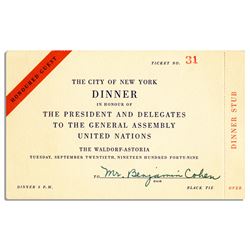 TICKET NO. 31
HONOURED GUEST
THE CITY OF NEW YORK
DINNER
IN HONOUR OF
THE PRESIDENT AND DELEGATES
TO THE GENERAL ASSEMBLY
UNITED NATIONS
THE WALDORF-ASTORIA
TUESDAY, SEPTEMBER TWENTIETH, NINETEEN HUNDRED FORTY-NINE
To Mr. Benjamin Cohen
DINNER 8 P.M.
BLACK TIE
OVER
DINNER STUB